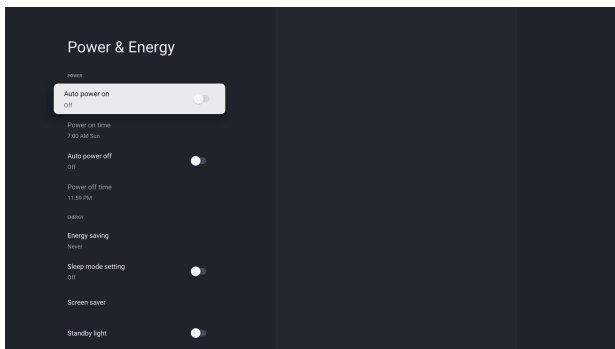 Power & Energy
POWER
Auto power on
Off
Power on time
7:00 AM Sun
Auto power off
Off
Power off time
11:59 PM
ENERGY
Energy saving
Never
Sleep mode setting
Off
Screen saver
Standby light